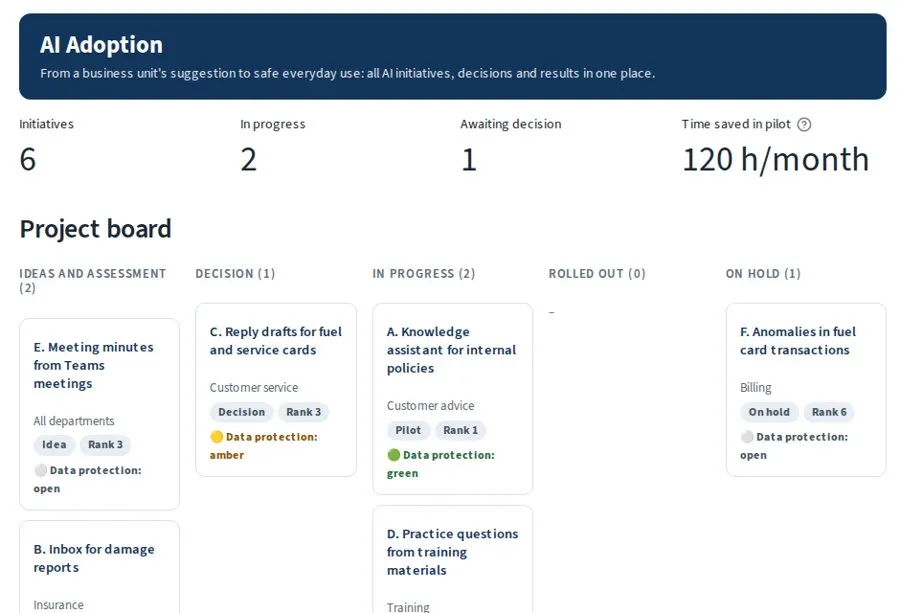 AI Adoption
From a business unit's suggestion to safe everyday use: all AI initiatives, decisions and results in one place.
Initiatives
6
In progress
2
Awaiting decision
1
Time saved in pilot ?
120 h/month
Project board
IDEAS AND ASSESSMENT
(2)
E. Meeting minutes
from Teams
meetings
All departments
Idea Rank 3
Data protection:
open
B. Inbox for damage
reports
Insurance
DECISION (1)
C. Reply drafts for fuel
and service cards
Customer service
Decision Rank 3
Data protection:
amber
IN PROGRESS (2)
A. Knowledge
assistant for internal
policies
Customer advice
Pilot Rank 1
Data protection:
green
D. Practice questions
from training
materials
Training
ROLLED OUT (0)
–
ON HOLD (1)
F. Anomalies in fuel
card transactions
Billing
On hold Rank 6
Data protection:
open